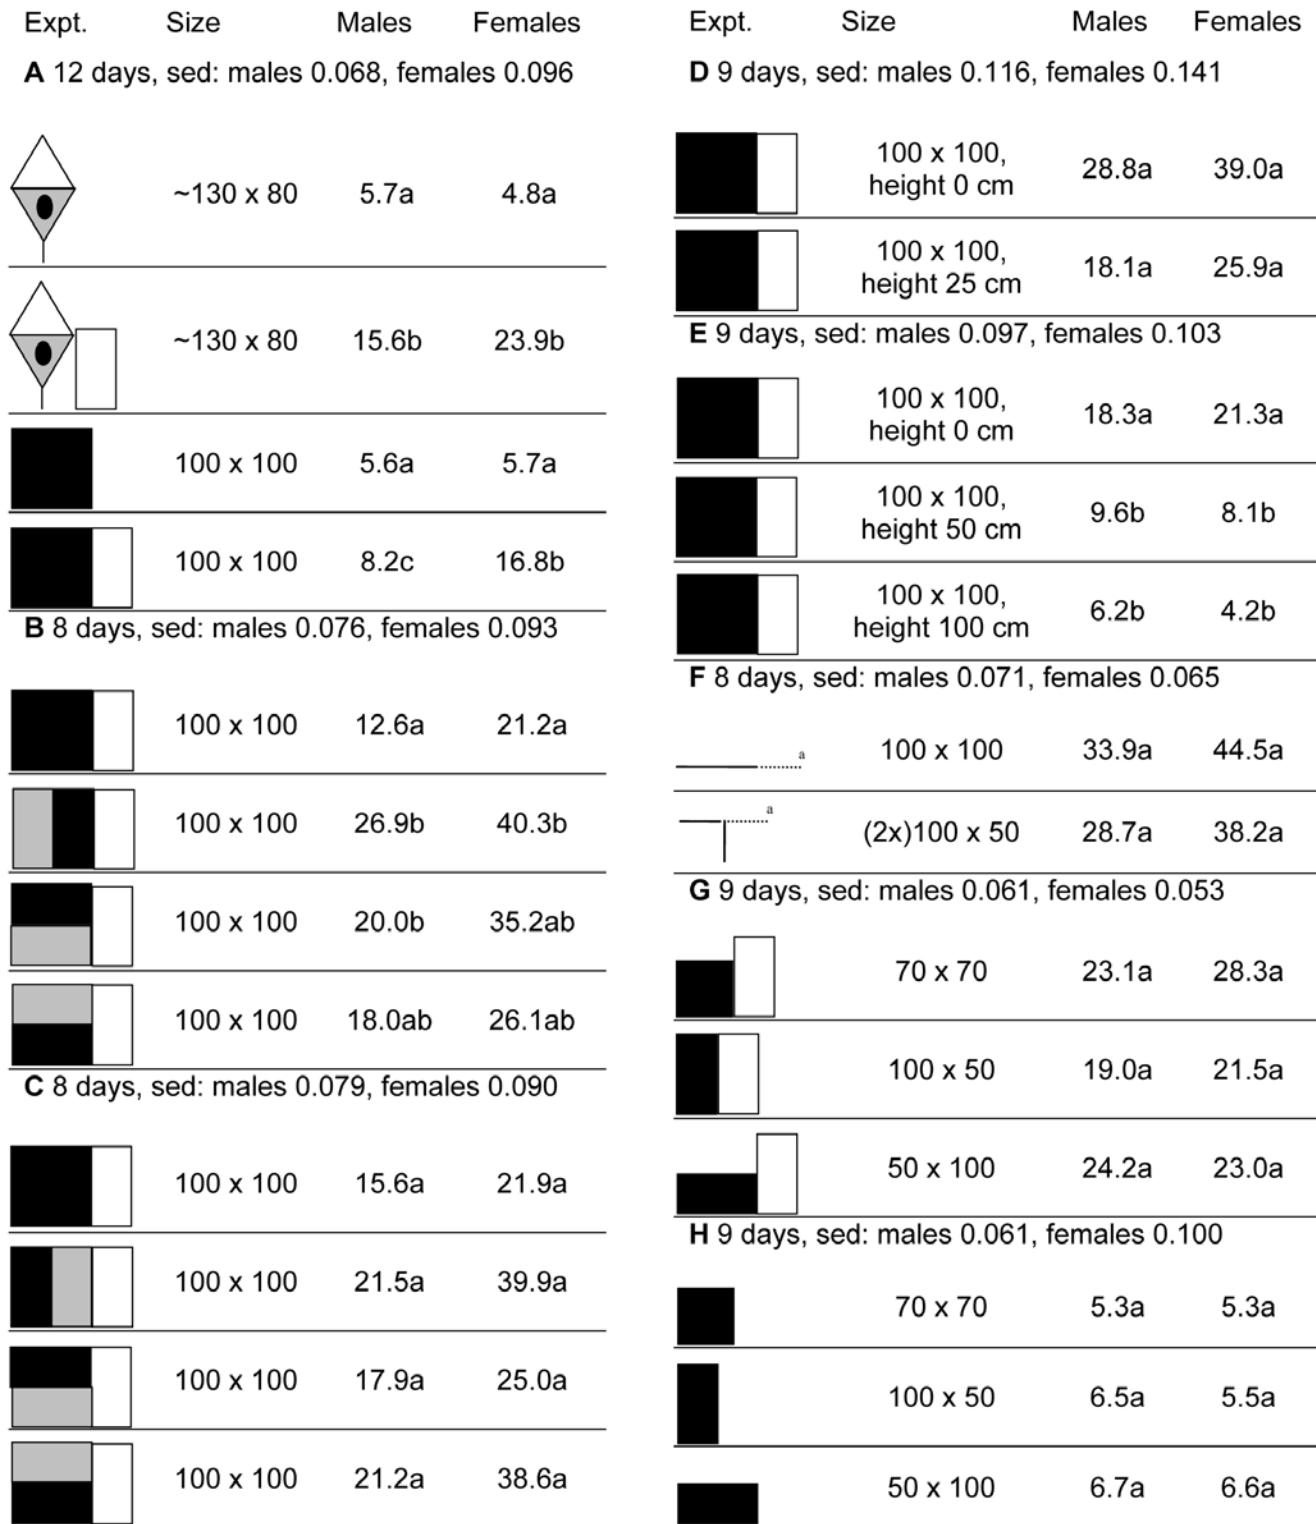 Expt. Size Males Females
A 12 days, sed: males 0.068, females 0.096
~130 x 80 5.7a 4.8a
~130 x 80 15.6b 23.9b
100 x 100 5.6a 5.7a
100 x 100 8.2c 16.8b
B 8 days, sed: males 0.076, females 0.093
100 x 100 12.6a 21.2a
100 x 100 26.9b 40.3b
100 x 100 20.0b 35.2ab
100 x 100 18.0ab 26.1ab
C 8 days, sed: males 0.079, females 0.090
100 x 100 15.6a 21.9a
100 x 100 21.5a 39.9a
100 x 100 17.9a 25.0a
100 x 100 21.2a 38.6a
Expt. Size Males Females
D 9 days, sed: males 0.116, females 0.141
100 x 100,
height 0 cm 28.8a 39.0a
100 x 100,
height 25 cm 18.1a 25.9a
E 9 days, sed: males 0.097, females 0.103
100 x 100,
height 0 cm 18.3a 21.3a
100 x 100,
height 50 cm 9.6b 8.1b
100 x 100,
height 100 cm 6.2b 4.2b
F 8 days, sed: males 0.071, females 0.065
a 100 x 100 33.9a 44.5a
a (2x)100 x 50 28.7a 38.2a
G 9 days, sed: males 0.061, females 0.053
70 x 70 23.1a 28.3a
100 x 50 19.0a 21.5a
50 x 100 24.2a 23.0a
H 9 days, sed: males 0.061, females 0.100
70 x 70 5.3a 5.3a
100 x 50 6.5a 5.5a
50 x 100 6.7a 6.6a